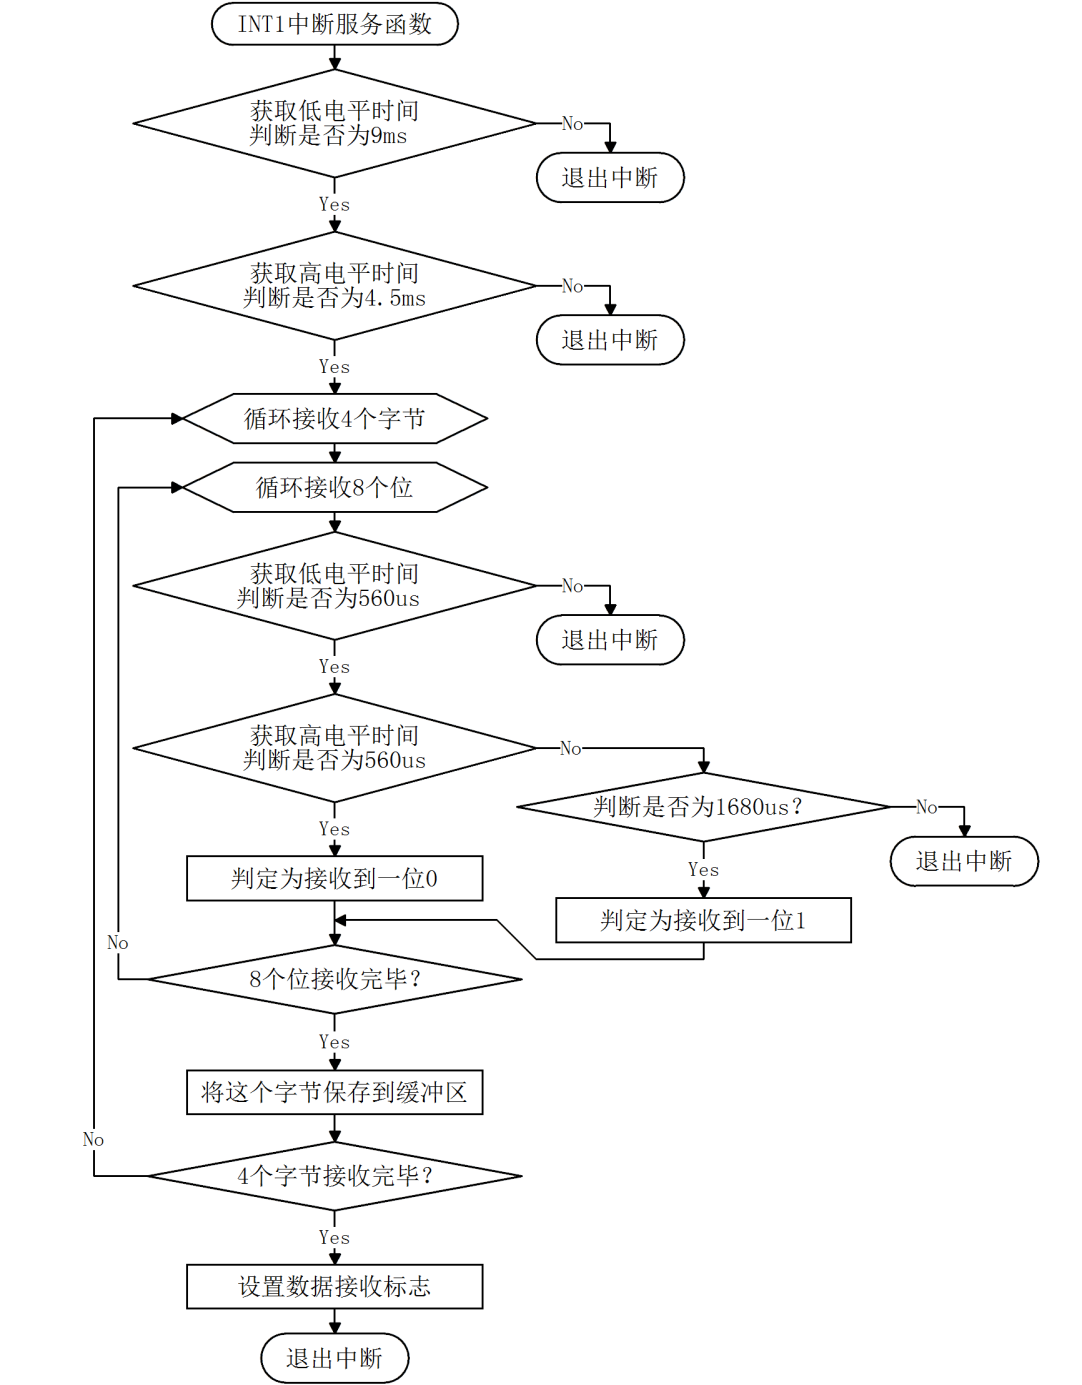 INT1中断服务函数
获取低电平时间
判断是否为9ms
No
退出中断
Yes
获取高电平时间
判断是否为4.5ms
No
退出中断
Yes
循环接收4个字节
循环接收8个位
获取低电平时间
判断是否为560us
No
退出中断
Yes
获取高电平时间
判断是否为560us
No
判断是否为1680us?
No
退出中断
Yes
Yes
判定为接收到一位0
判定为接收到一位1
No
8个位接收完毕?
Yes
将这个字节保存到缓冲区
No
4个字节接收完毕?
Yes
设置数据接收标志
退出中断